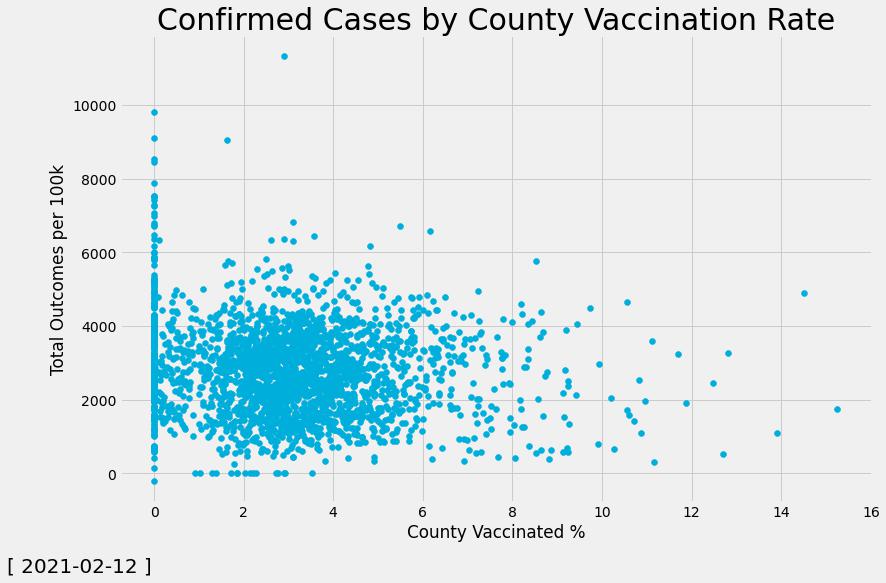 Confirmed Cases by County Vaccination Rate
Total Outcomes per 100k
10000
8000
6000
4000
2000
0
0 2 4 6 8 10 12 14 16
County Vaccinated %
[ 2021-02-12 ]